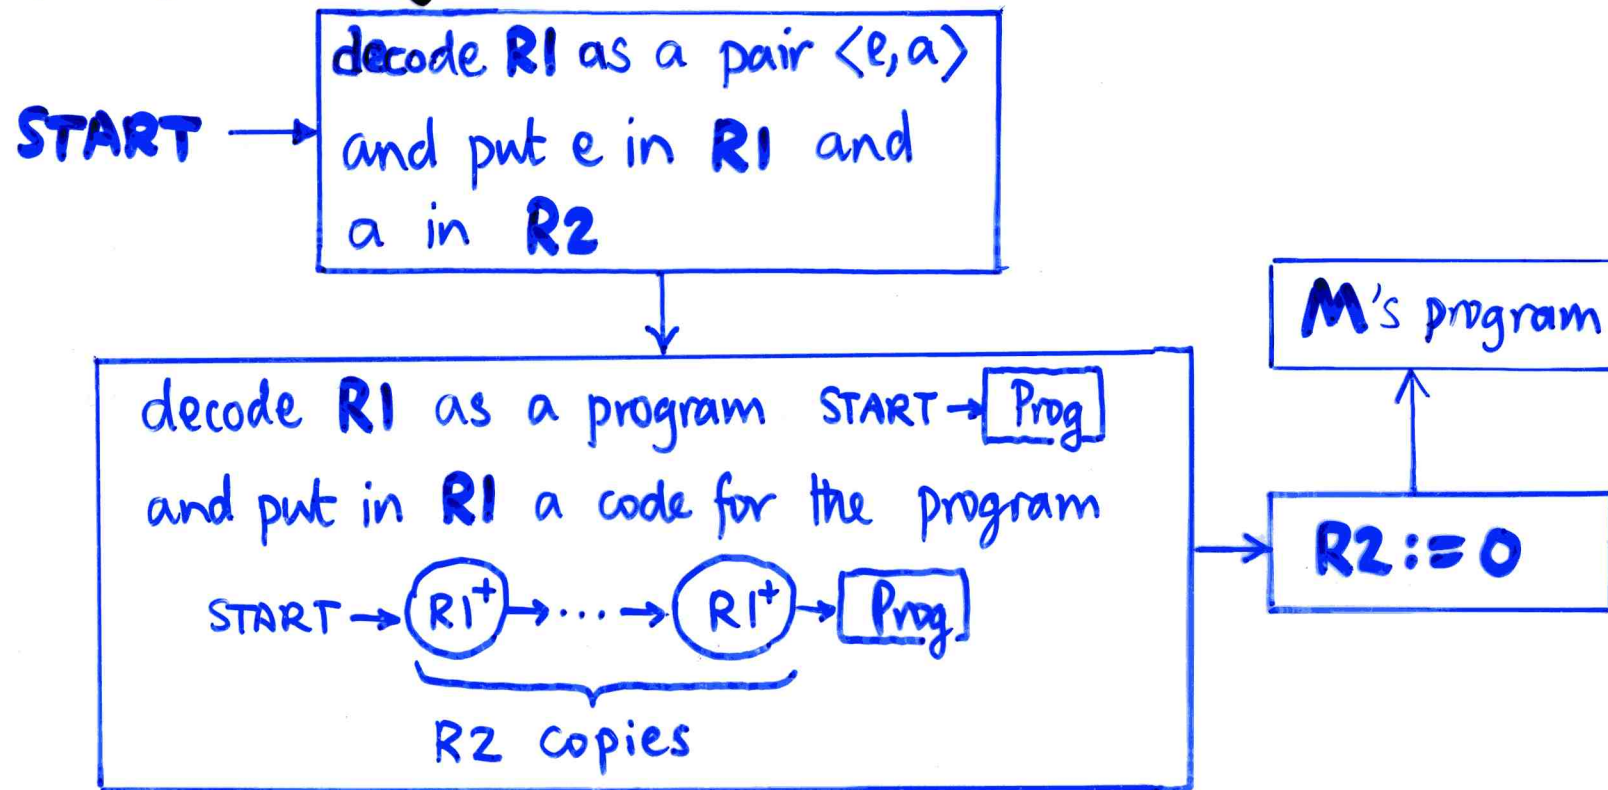 decode R1 as a pair <e,a>
START → and put e in R1 and
a in R2
decode R1 as a program START → Prog
and put in R1 a code for the program
START → R1⁺ → ··· → R1⁺ → Prog
R2 copies
R2 := 0
M's program